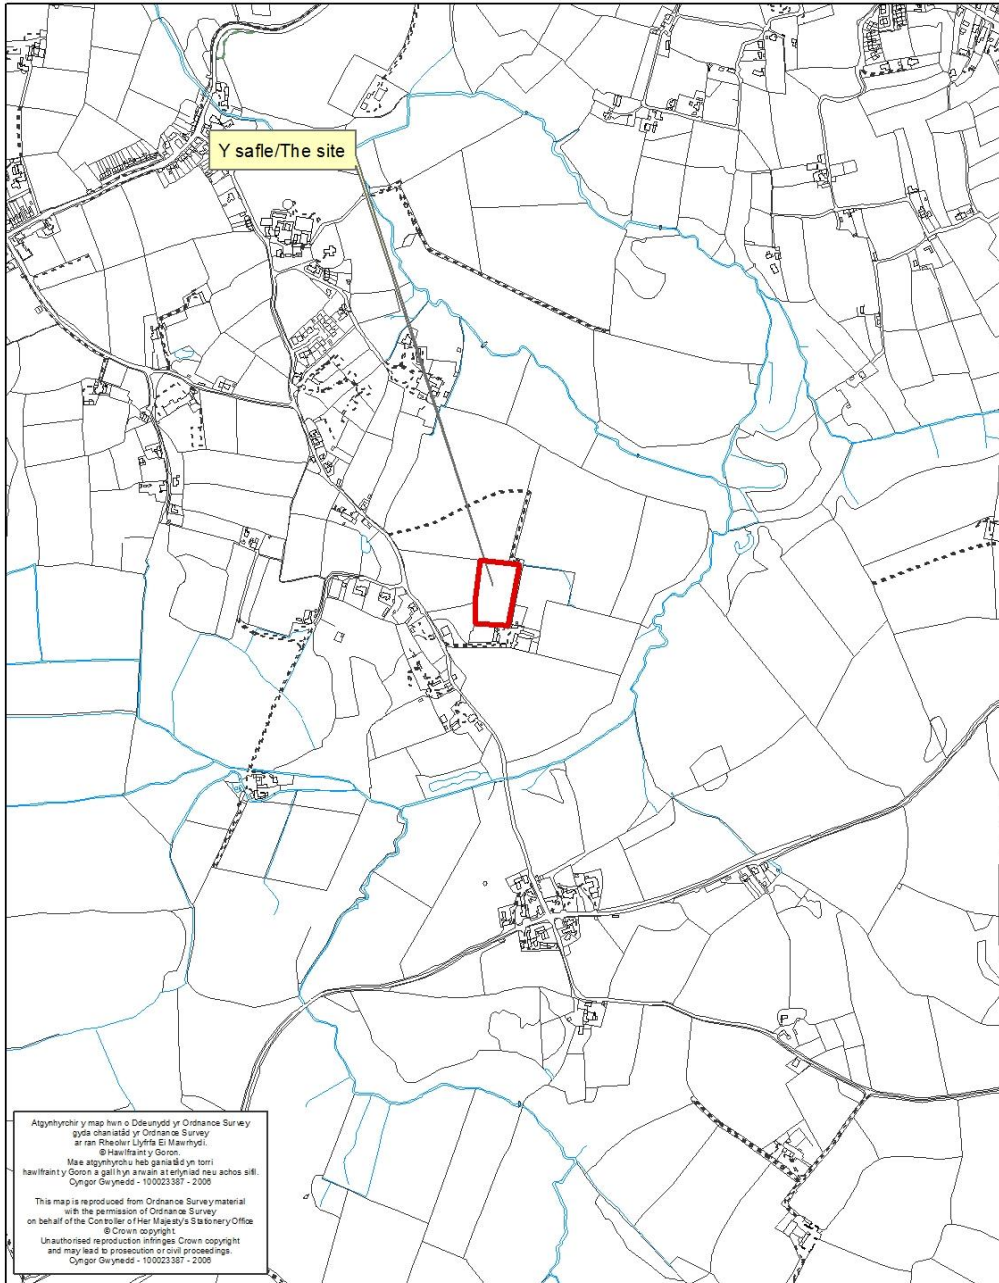 Y safle/The site
Atgynhyrchir y map hwn o Ddeunydd yr Ordnance Survey
gyda chaniatâd yr Ordnance Survey
ar ran Rheolwr Llyfrfa Ei Mawrhydi.
© Hawlfraint y Goron.
Mae atgynhyrchu heb ganiatâd yn torri
hawlfraint y Goron a gall hyn arwain at erlyniad neu achos sifil.
Cyngor Gwynedd - 100023387 - 2006
This map is reproduced from Ordnance Survey material
with the permission of Ordnance Survey
on behalf of the Controller of Her Majesty's Stationery Office
© Crown copyright.
Unauthorised reproduction infringes Crown copyright
and may lead to prosecution or civil proceedings.
Cyngor Gwynedd - 100023387 - 2006